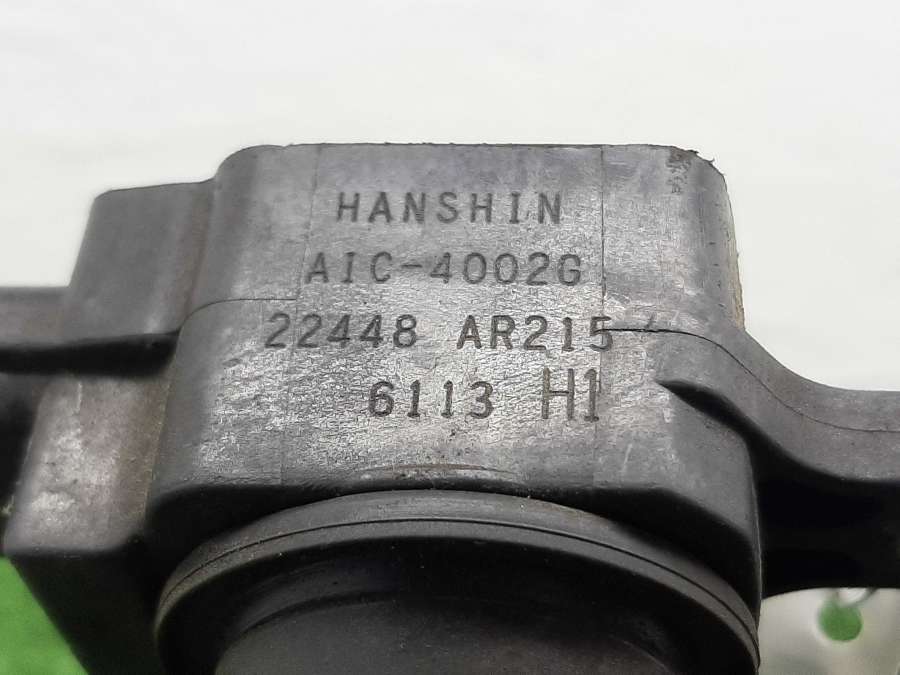 HANSHIN
AIC-4002G
22448 AR215
6113 H1